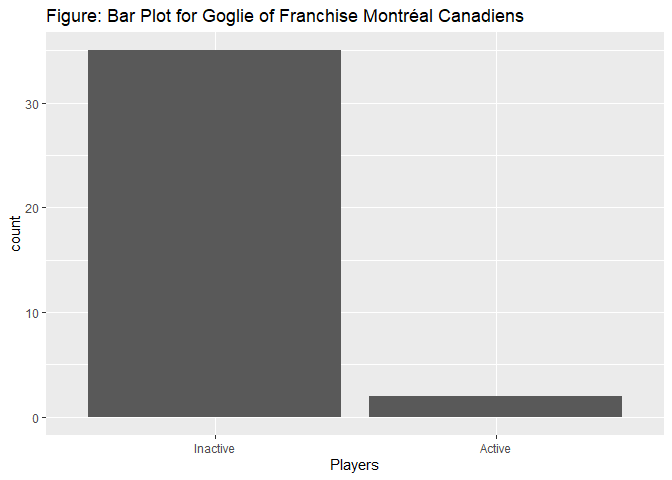 Figure: Bar Plot for Goglie of Franchise Montréal Canadiens
30
20
10
0
count
Inactive Active
Players